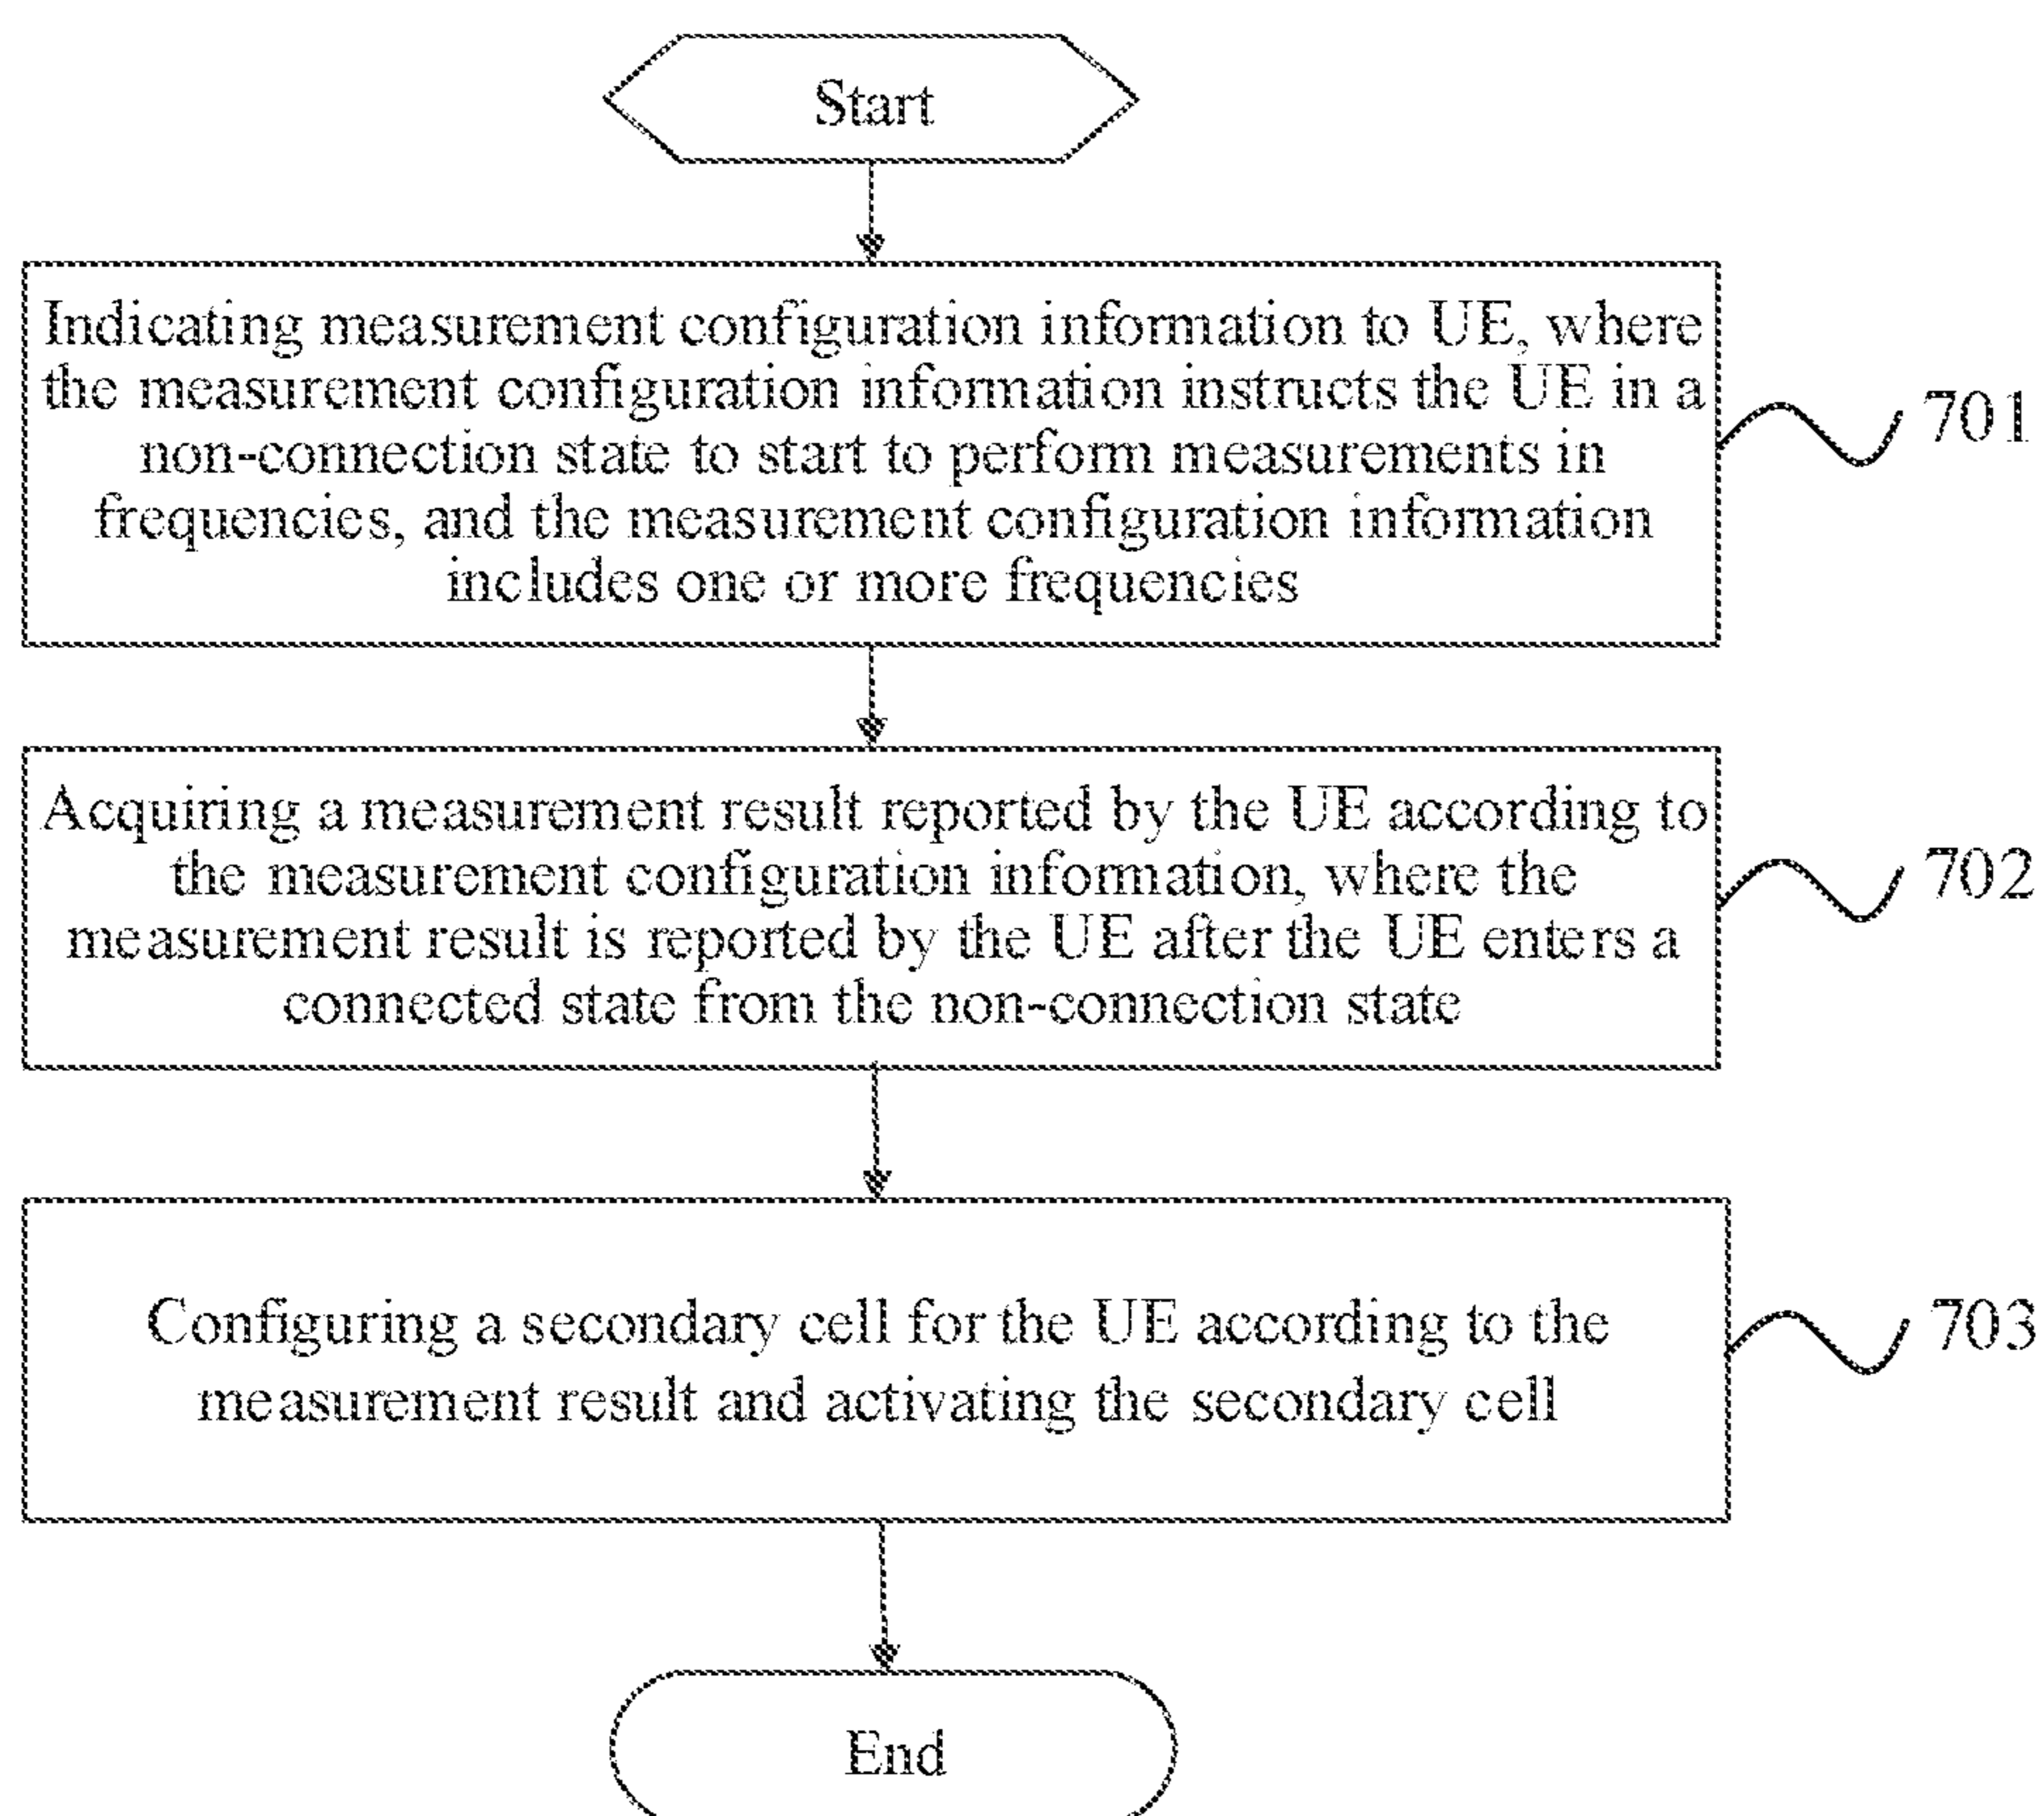 Start
Indicating measurement configuration information to UE, where
the measurement configuration information instructs the UE in a
non-connection state to start to perform measurements in
frequencies, and the measurement configuration information
includes one or more frequencies
701
Acquiring a measurement result reported by the UE according to
the measurement configuration information, where the
measurement result is reported by the UE after the UE enters a
connected state from the non-connection state
702
Configuring a secondary cell for the UE according to the
measurement result and activating the secondary cell
703
End